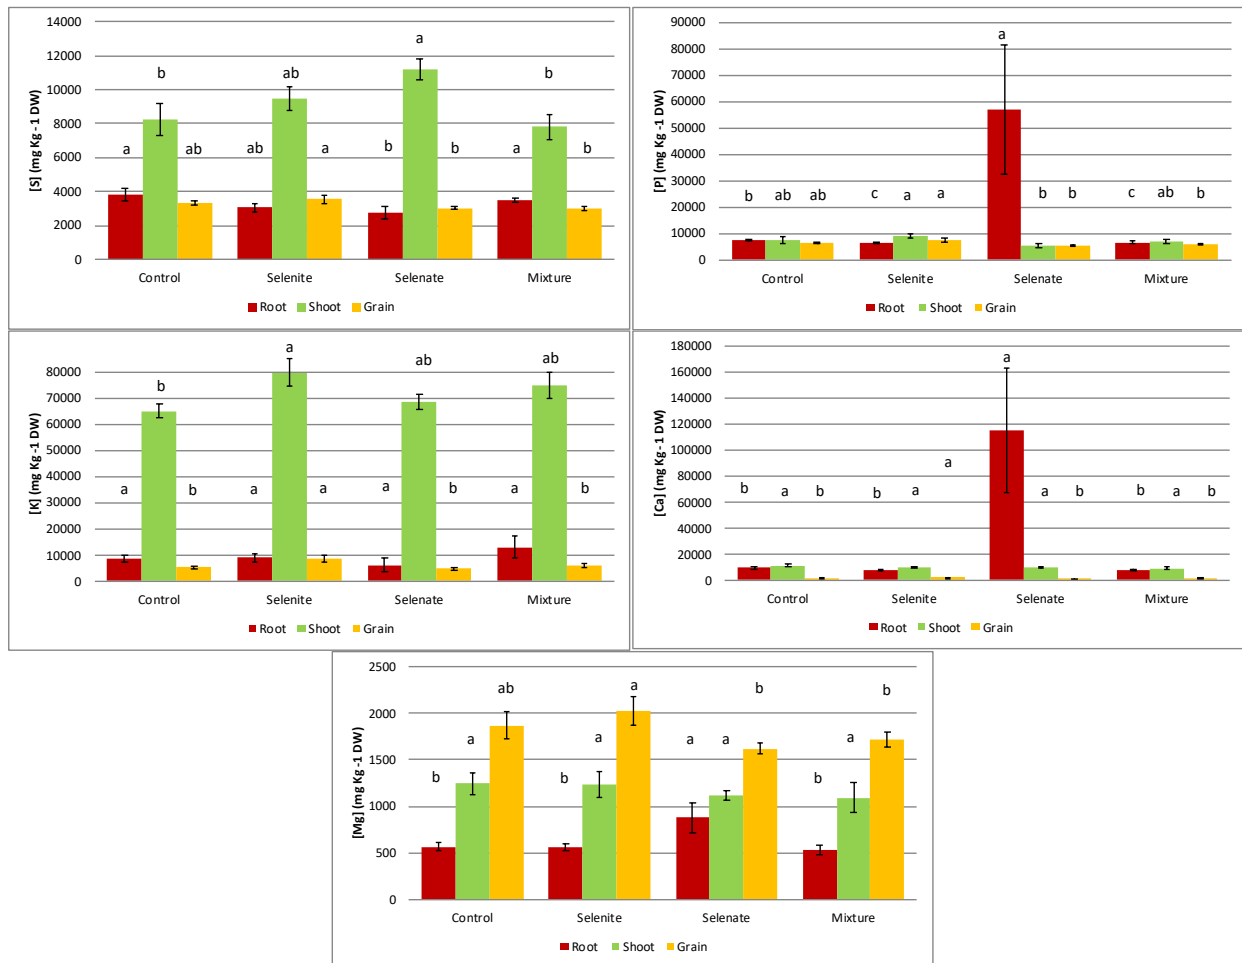 14000
12000
10000
8000
6000
4000
2000
0
[S] (mg Kg -1 DW)
a
b ab b
a ab ab a b b a b
Control Selenite Selenate Mixture
Root Shoot Grain
90000
80000
70000
60000
50000
40000
30000
20000
10000
0
[P] (mg Kg -1 DW)
a
b ab ab c a a b b c ab b
Control Selenite Selenate Mixture
Root Shoot Grain
80000
70000
60000
50000
40000
30000
20000
10000
0
[K] (mg Kg -1 DW)
b a ab ab
a b a a a b a b
Control Selenite Selenate Mixture
Root Shoot Grain
180000
160000
140000
120000
100000
80000
60000
40000
20000
0
[Ca] (mg Kg -1 DW)
a
a
b a b b a a b b a b
Control Selenite Selenate Mixture
Root Shoot Grain
2500
2000
1500
1000
500
0
[Mg] (mg Kg -1 DW)
ab a b b
a a a a a
b b b
Control Selenite Selenate Mixture
Root Shoot Grain